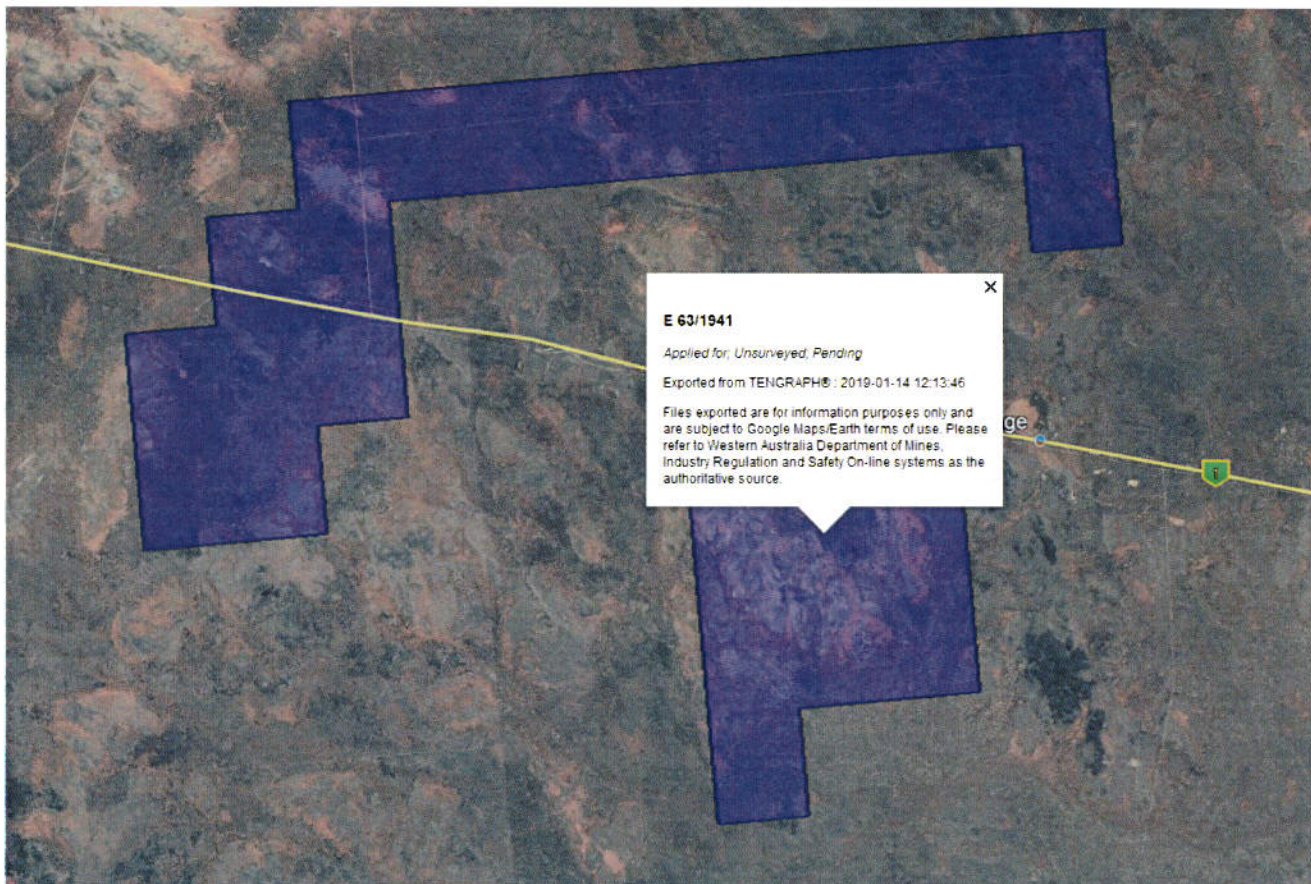 E 63/1941
Applied for; Unsurveyed; Pending
Exported from TENGRAPH® : 2019-01-14 12:13:46
Files exported are for information purposes only and
are subject to Google Maps/Earth terms of use. Please
refer to Western Australia Department of Mines,
Industry Regulation and Safety On-line systems as the
authoritative source.
ge
1